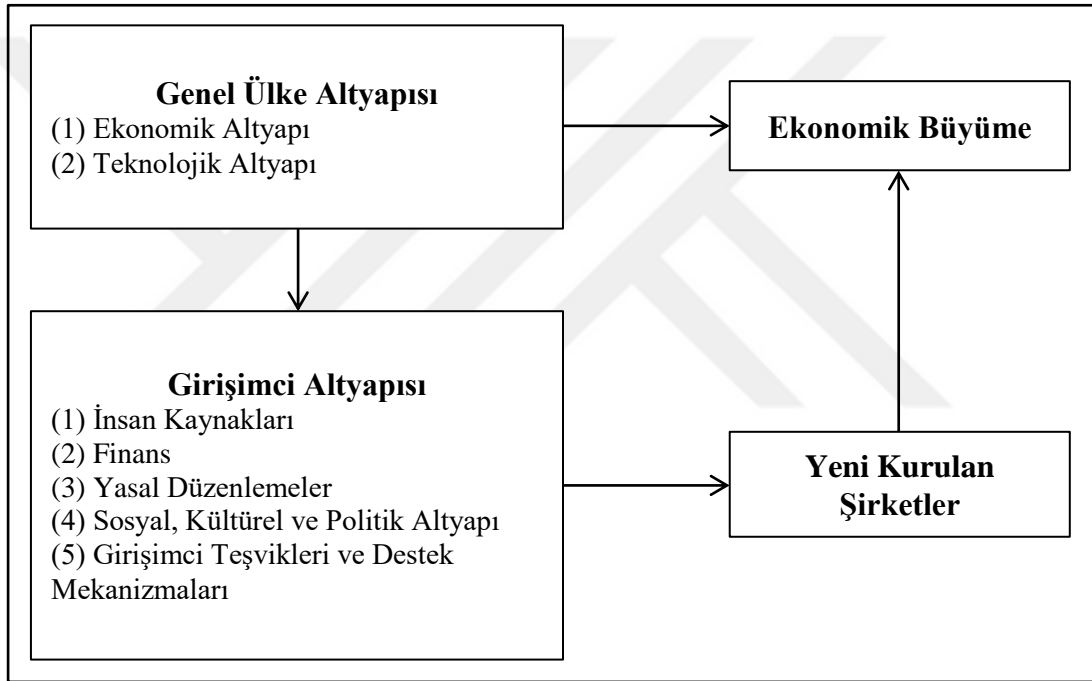 Genel Ülke Altyapısı
(1) Ekonomik Altyapı
(2) Teknolojik Altyapı
Ekonomik Büyüme
Girişimci Altyapısı
(1) İnsan Kaynakları
(2) Finans
(3) Yasal Düzenlemeler
(4) Sosyal, Kültürel ve Politik Altyapı
(5) Girişimci Teşvikleri ve Destek
Mekanizmaları
Yeni Kurulan
Şirketler